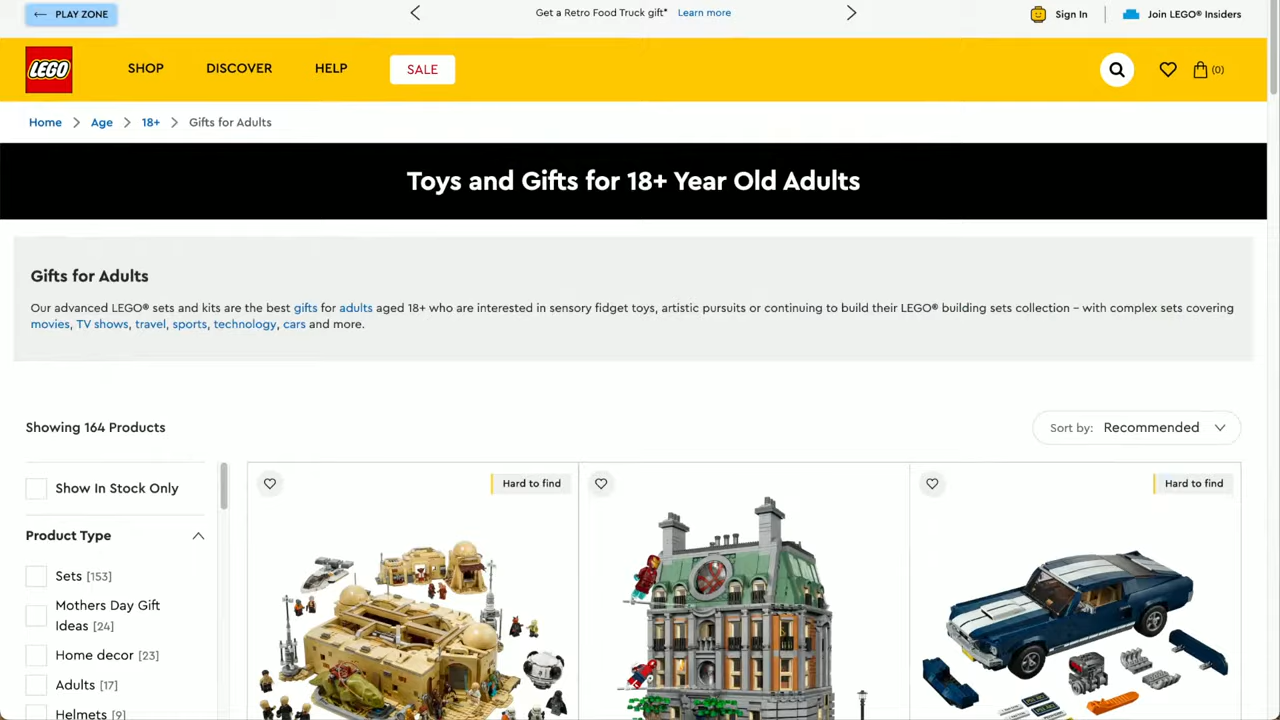 PLAY ZONE
Get a Retro Food Truck gift* Learn more
Sign In
Join LEGO® Insiders
LEGO
SHOP
DISCOVER
HELP
SALE
(0)
Home
Age
18+
Gifts for Adults
Toys and Gifts for 18+ Year Old Adults
Gifts for Adults
Our advanced LEGO® sets and kits are the best gifts for adults aged 18+ who are interested in sensory fidget toys, artistic pursuits or continuing to build their LEGO® building sets collection – with complex sets covering
movies, TV shows, travel, sports, technology, cars and more.
Showing 164 Products
Sort by: Recommended
Show In Stock Only
Product Type
Sets [153]
Mothers Day Gift
Ideas [24]
Home decor [23]
Adults [17]
Helmets [9]
Hard to find
Hard to find